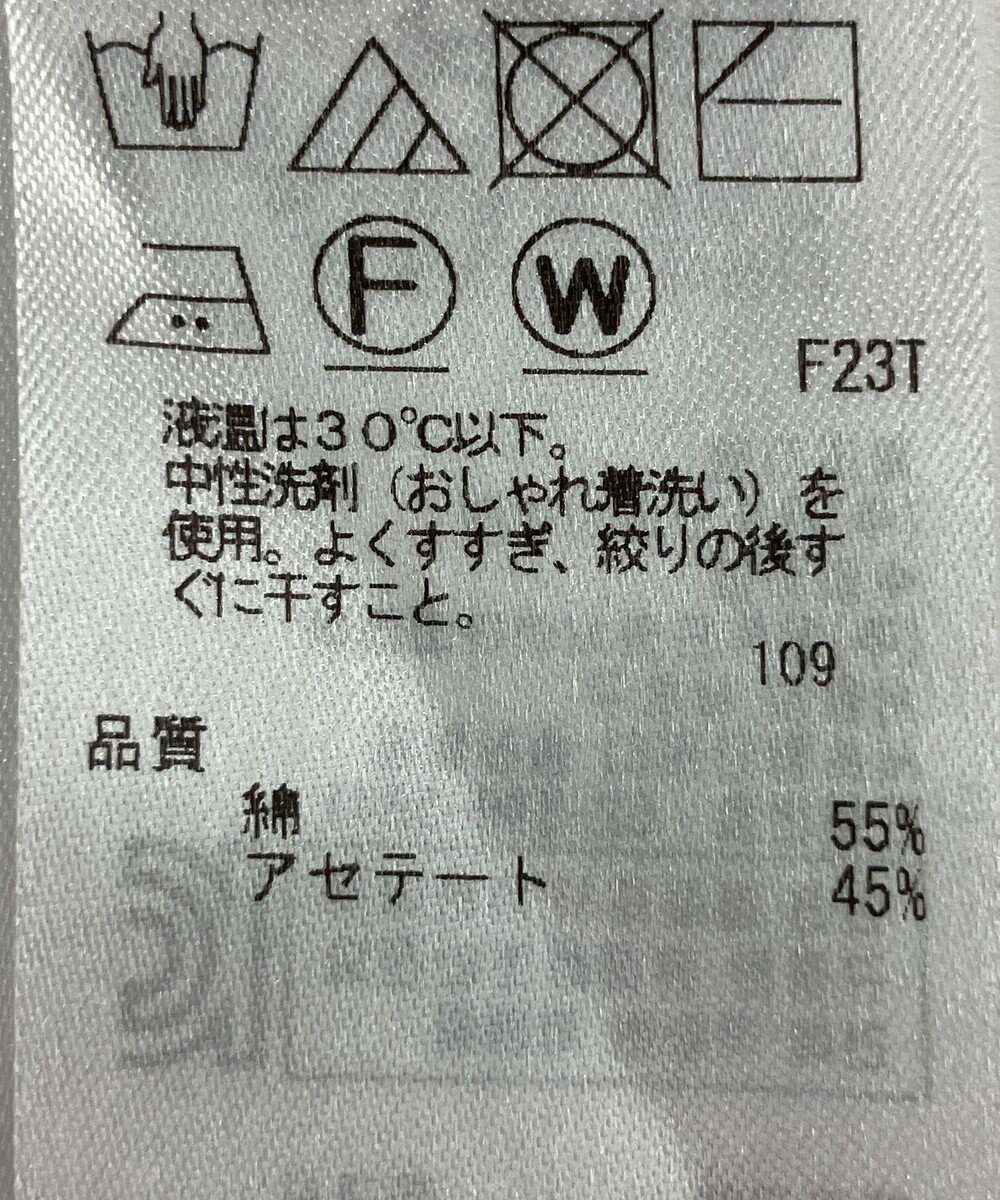 F W
F23T
液温は30℃以下。
中性洗剤(おしゃれ着洗い)を
使用。よくすすぎ、絞りの後す
ぐに干すこと。
109
品質
綿 55%
アセテート 45%